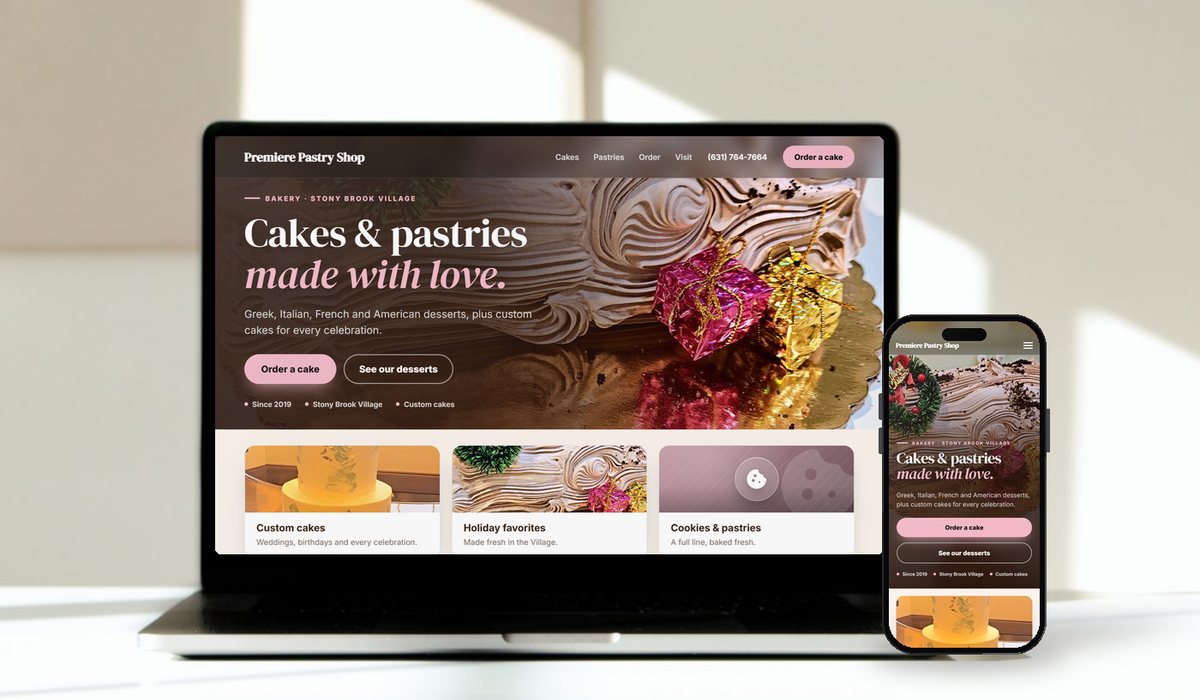 Premiere Pastry Shop
Cakes Pastries Order Visit (631) 764-7664 Order a cake
BAKERY · STONY BROOK VILLAGE
Cakes & pastries
made with love.
Greek, Italian, French and American desserts, plus custom
cakes for every celebration.
Order a cake See our desserts
Since 2019 Stony Brook Village Custom cakes
Custom cakes
Weddings, birthdays and every celebration.
Holiday favorites
Made fresh in the Village.
Cookies & pastries
A full line, baked fresh.
Premiere Pastry Shop
BAKERY · STONY BROOK VILLAGE
Cakes & pastries
made with love.
Greek, Italian, French and American desserts,
plus custom cakes for every celebration.
Order a cake
See our desserts
Since 2019 Stony Brook Village Custom cakes